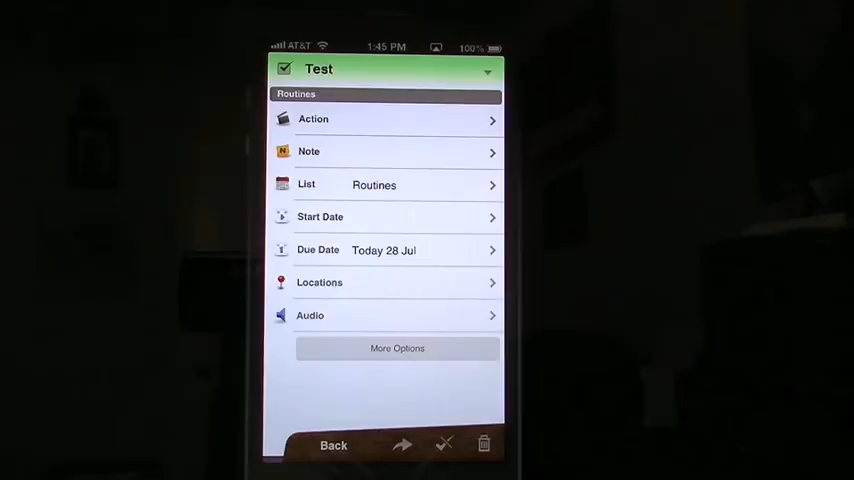 AT&T 1:45 PM 100%
Test
Routines
Action
N Note
List Routines
Start Date
Due Date Today 28 Jul
Locations
Audio
More Options
Back